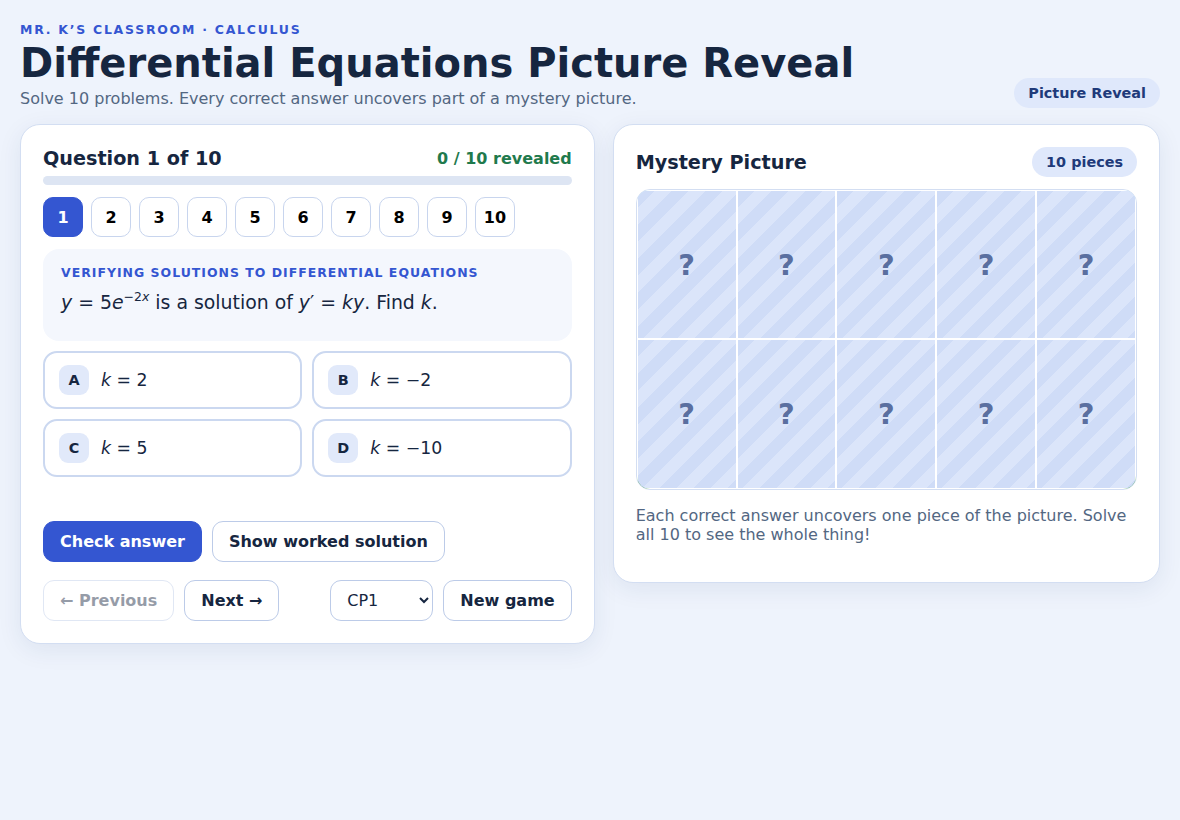 MR. K’S CLASSROOM · CALCULUS
Differential Equations Picture Reveal
Solve 10 problems. Every correct answer uncovers part of a mystery picture.
Picture Reveal
Question 1 of 10
0 / 10 revealed
1 2 3 4 5 6 7 8 9 10
VERIFYING SOLUTIONS TO DIFFERENTIAL EQUATIONS
y = 5e⁻²ˣ is a solution of y′ = ky. Find k.
A k = 2
B k = −2
C k = 5
D k = −10
Check answer
Show worked solution
← Previous
Next →
CP1
New game
Mystery Picture
10 pieces
? ? ? ? ?
? ? ? ? ?
Each correct answer uncovers one piece of the picture. Solve
all 10 to see the whole thing!